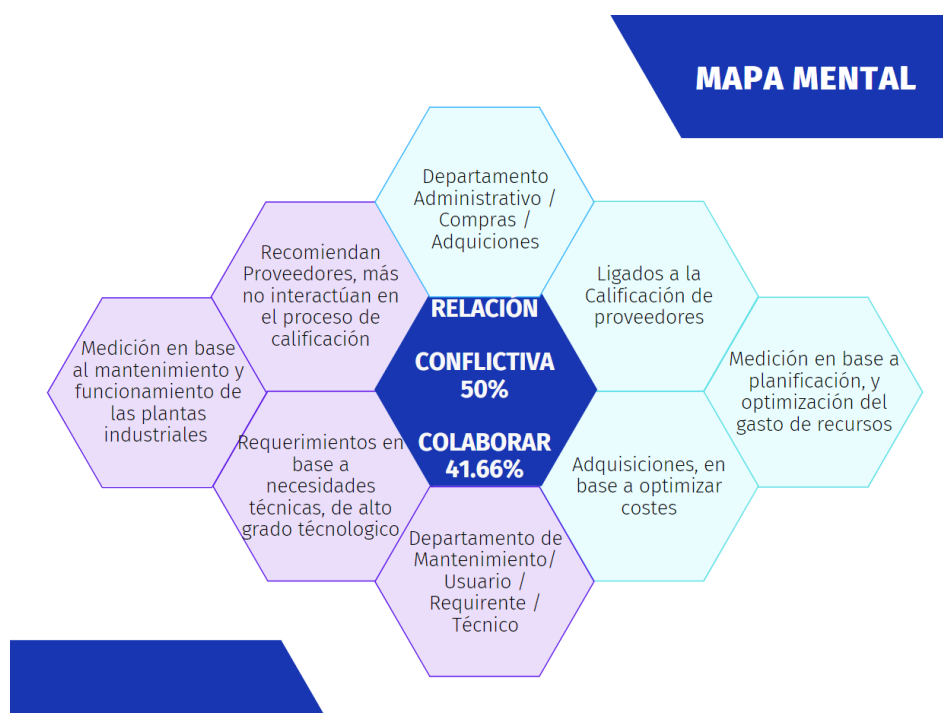 MAPA MENTAL
Departamento
Administrativo /
Compras /
Adquiciones
Recomiendan
Proveedores, más
no interactúan en
el proceso de
calificación
Ligados a la
Calificación de
proveedores
Medición en base
al mantenimiento y
funcionamiento de
las plantas
industriales
RELACIÓN
CONFLICTIVA
50%
COLABORAR
41.66%
Medición en base a
planificación, y
optimización del
gasto de recursos
Requerimientos en
base a
necesidades
técnicas, de alto
grado técnologico
Adquisiciones, en
base a optimizar
costes
Departamento de
Mantenimiento/
Usuario /
Requirente /
Técnico